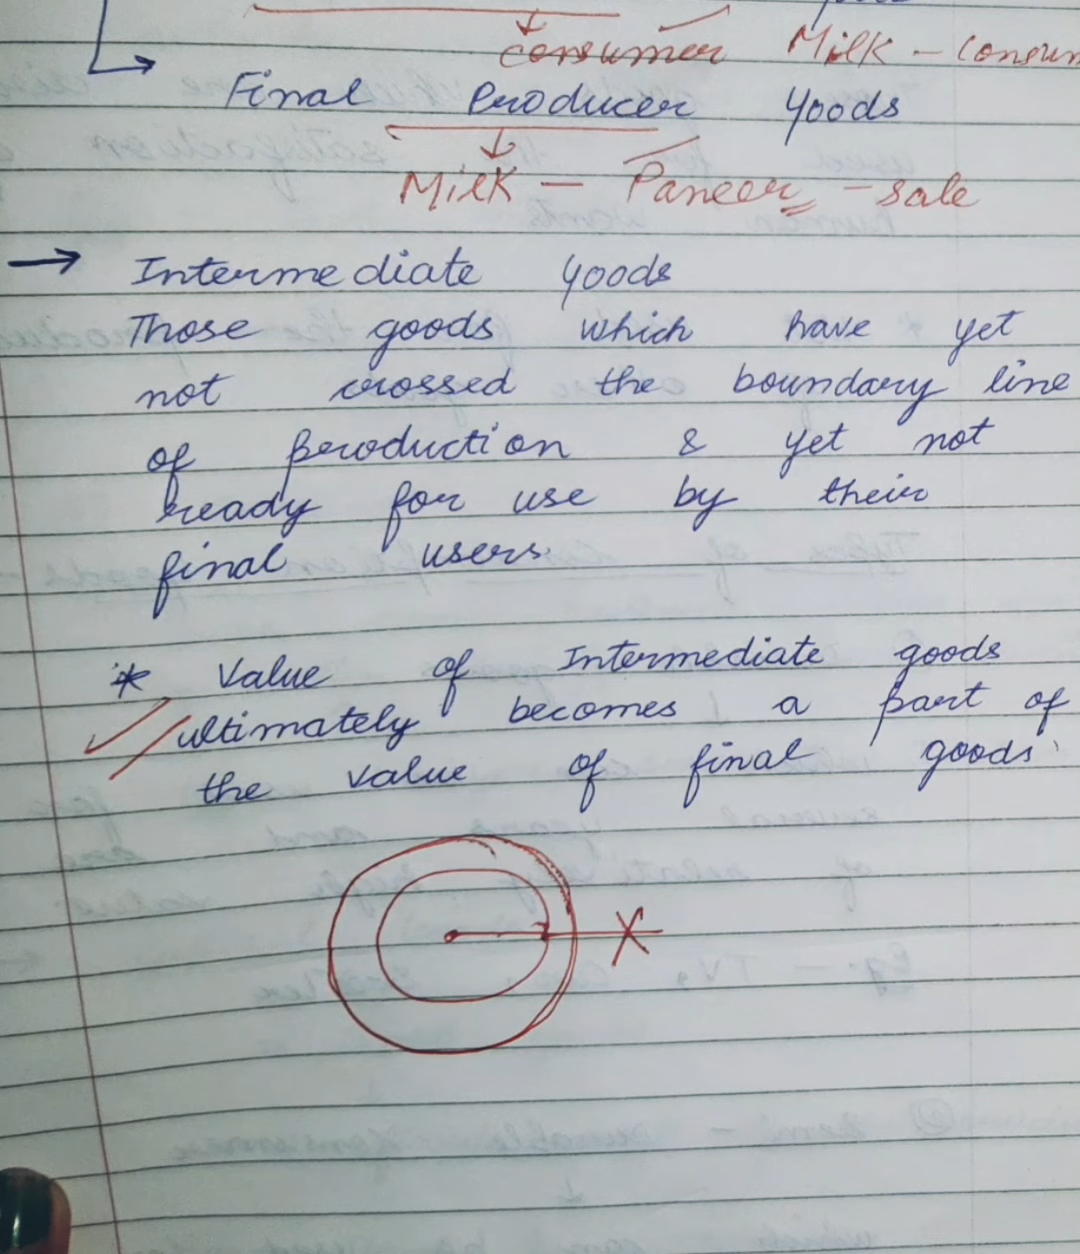 consumer Milk - consum
Final Producer goods
Milk - Paneer - sale
→ Intermediate goods
Those goods which have yet
not crossed the boundary line
of production & yet not
ready for use by their
final users.
* Value of Intermediate goods
ultimately becomes a part of
the value of final goods